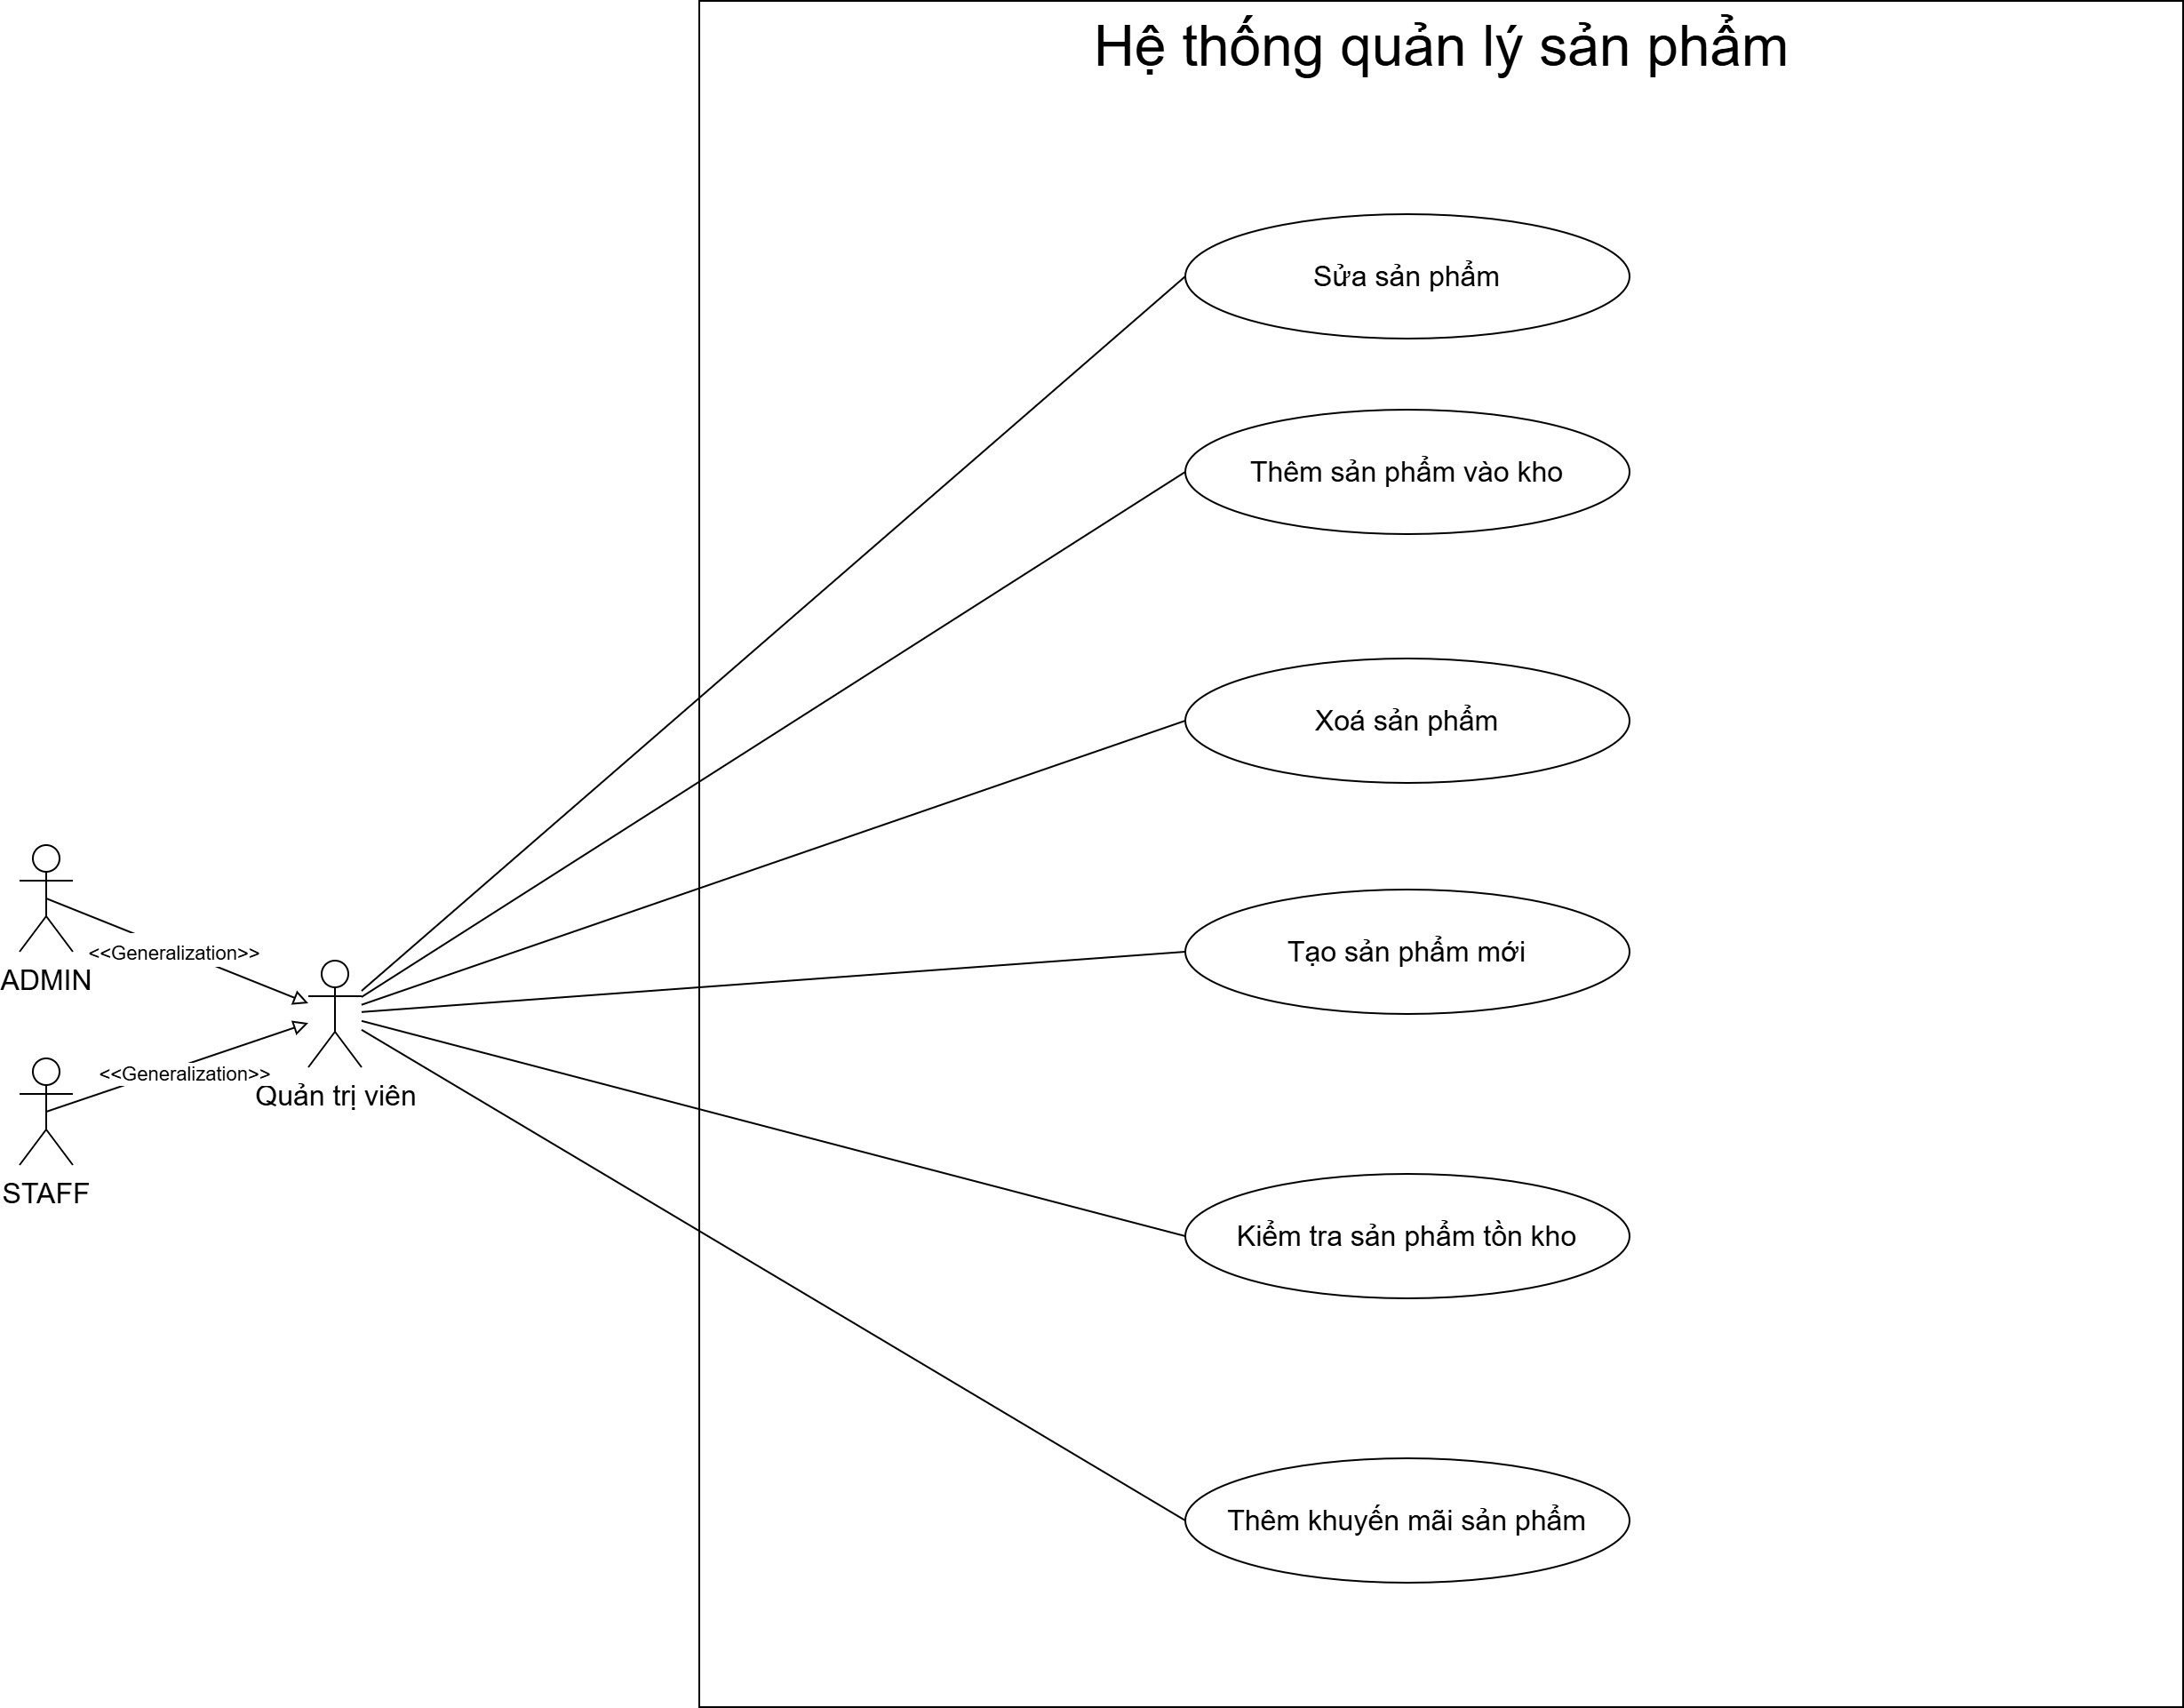 Hệ thống quản lý sản phẩm
Sửa sản phẩm
Thêm sản phẩm vào kho
Xoá sản phẩm
Tạo sản phẩm mới
<<Generalization>>
ADMIN
<<Generalization>>
Quản trị viên
STAFF
Kiểm tra sản phẩm tồn kho
Thêm khuyến mãi sản phẩm